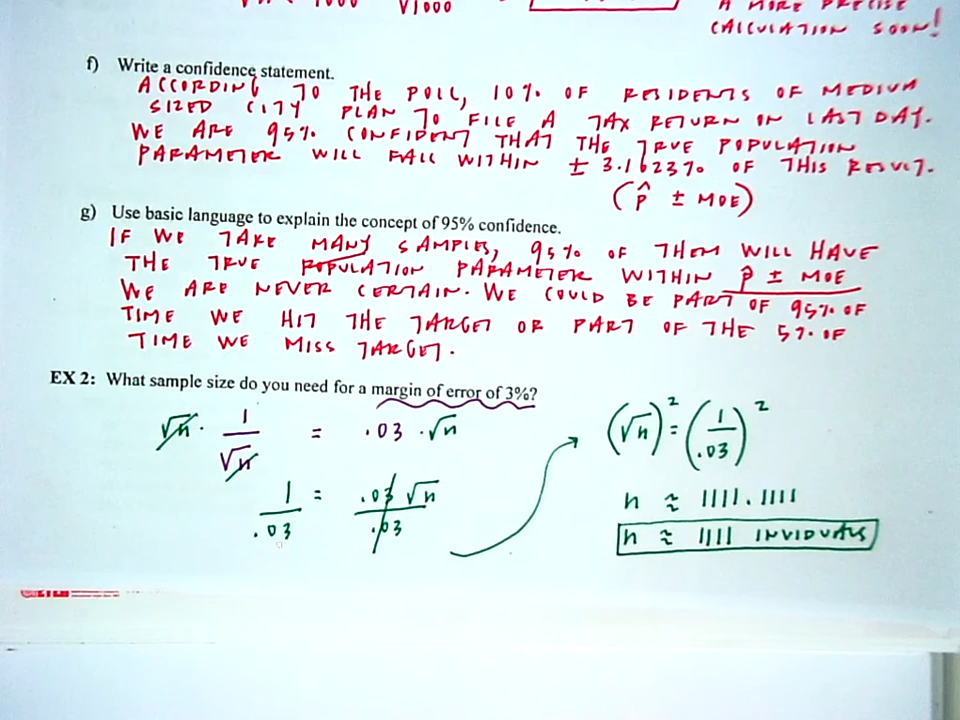 √1000
A MORE PRECISE
CALCULATION SOON!
f) Write a confidence statement.
ACCORDING TO THE POLL, 10% OF RESIDENTS OF MEDIUM
SIZED CITY PLAN TO FILE A TAX RETURN ON LAST DAY.
WE ARE 95% CONFIDENT THAT THE TRUE POPULATION
PARAMETER WILL FALL WITHIN ± 3.1623% OF THIS RESULT.
(p̂ ± MOE)
g) Use basic language to explain the concept of 95% confidence.
IF WE TAKE MANY SAMPLES, 95% OF THEM WILL HAVE
THE TRUE POPULATION PARAMETER WITHIN p̂ ± MOE
WE ARE NEVER CERTAIN. WE COULD BE PART OF 95% OF
TIME WE HIT THE TARGET OR PART OF THE 5% OF
TIME WE MISS TARGET.
EX 2: What sample size do you need for a margin of error of 3%?
√n · 1/√n = .03 · √n
1/.03 = .03 √n/.03
(√n)² = (1/.03)²
n ≈ 1111.1111
n ≈ 1111 INVIDUALS